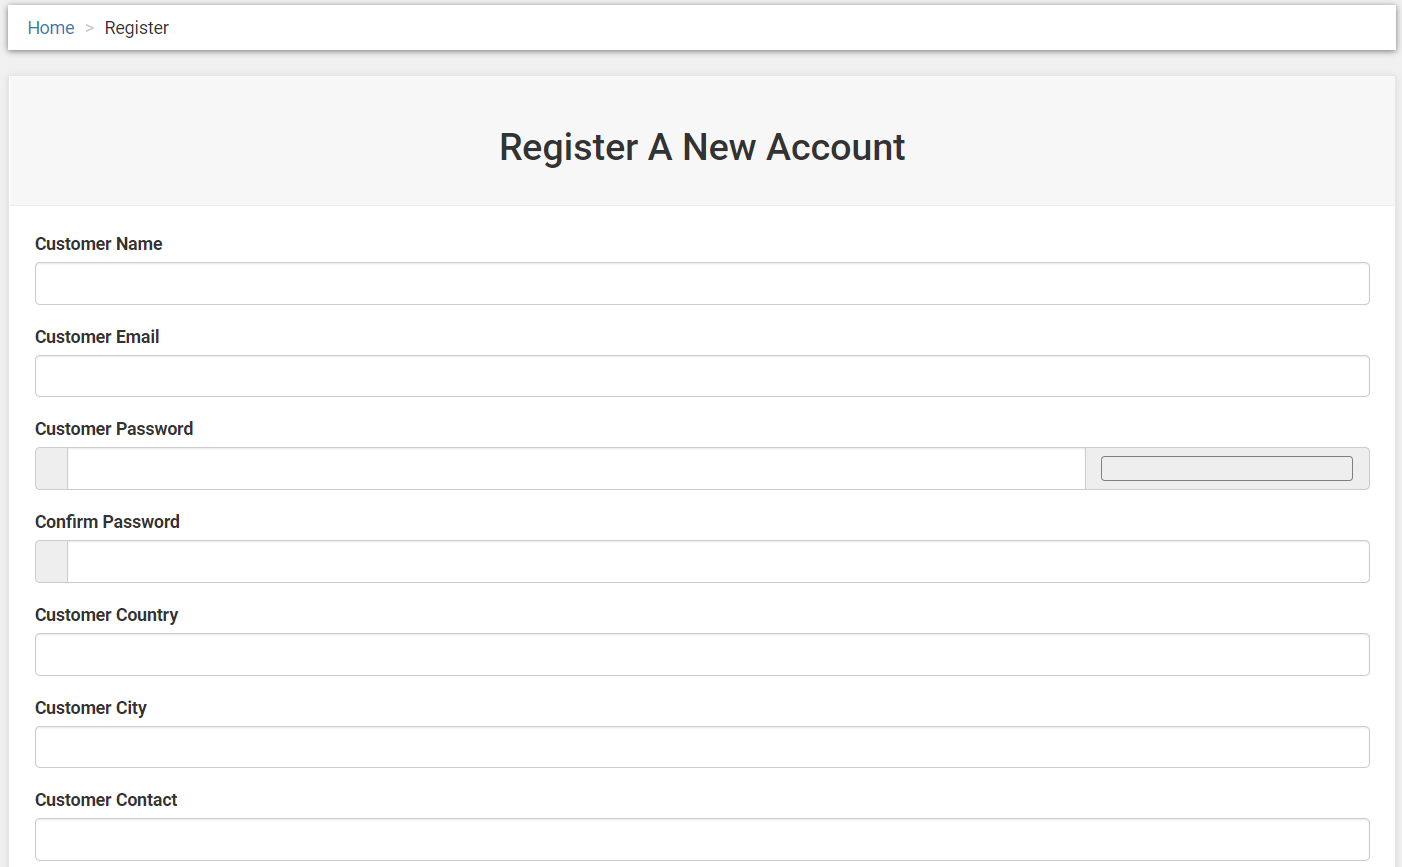 Home > Register
Register A New Account
Customer Name
Customer Email
Customer Password
Confirm Password
Customer Country
Customer City
Customer Contact